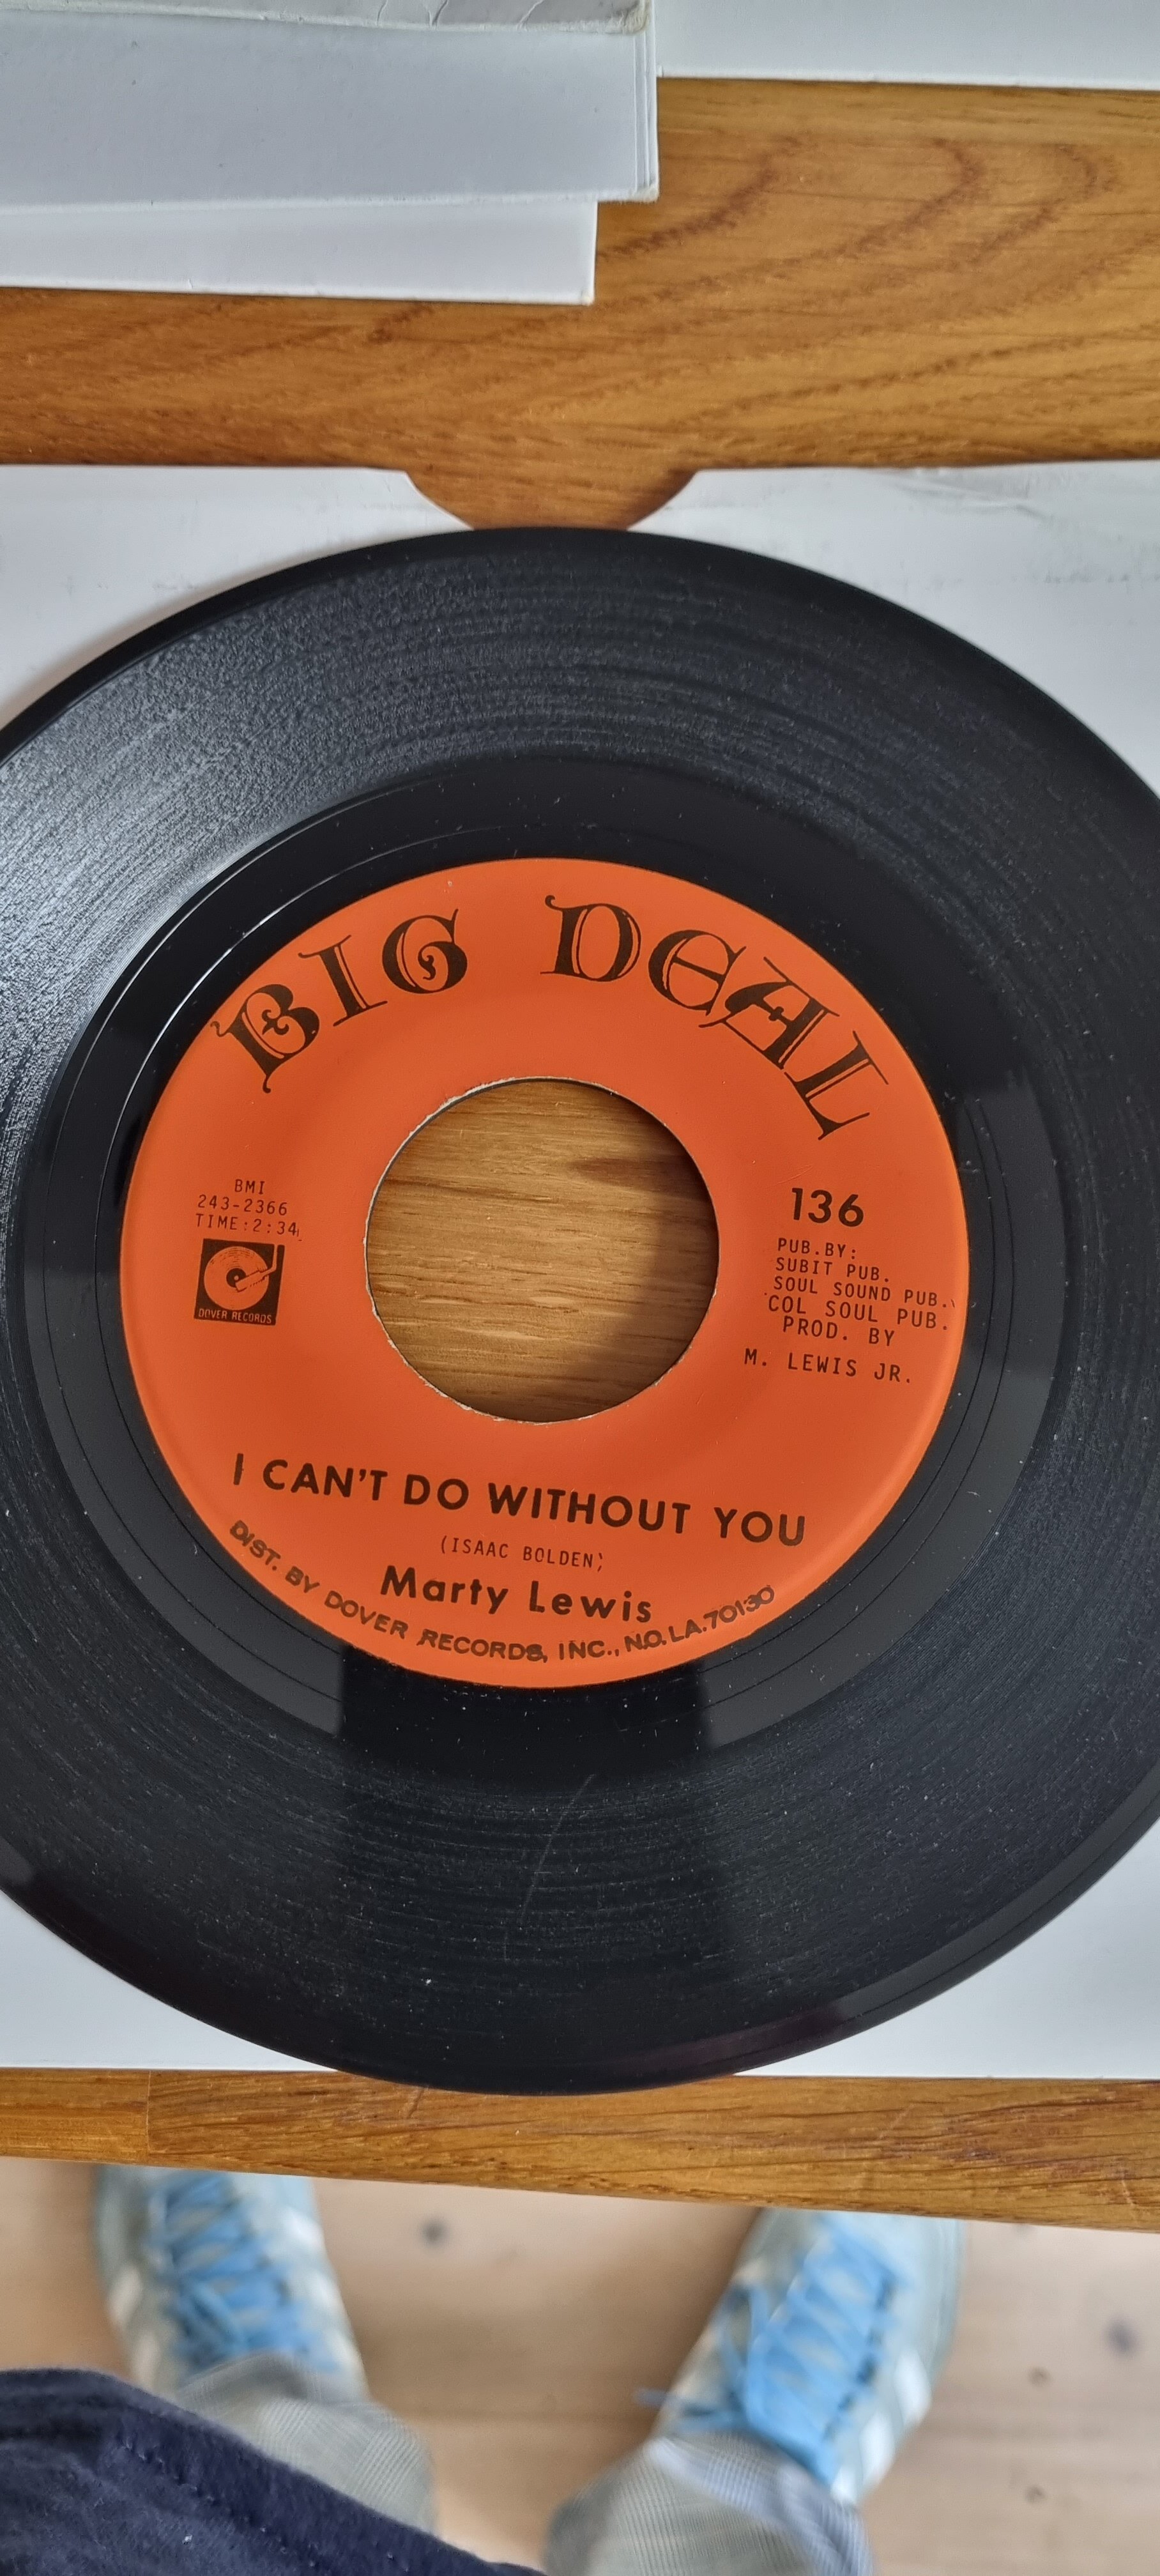 BIG DEAL
BMI
243-2366
TIME:2:34
DOVER RECORDS
136
PUB.BY:
SUBIT PUB.
SOUL SOUND PUB.
COL SOUL PUB.
PROD. BY
M. LEWIS JR.
I CAN'T DO WITHOUT YOU
(ISAAC BOLDEN)
Marty Lewis
DIST. BY DOVER RECORDS, INC., N.O. LA. 70130